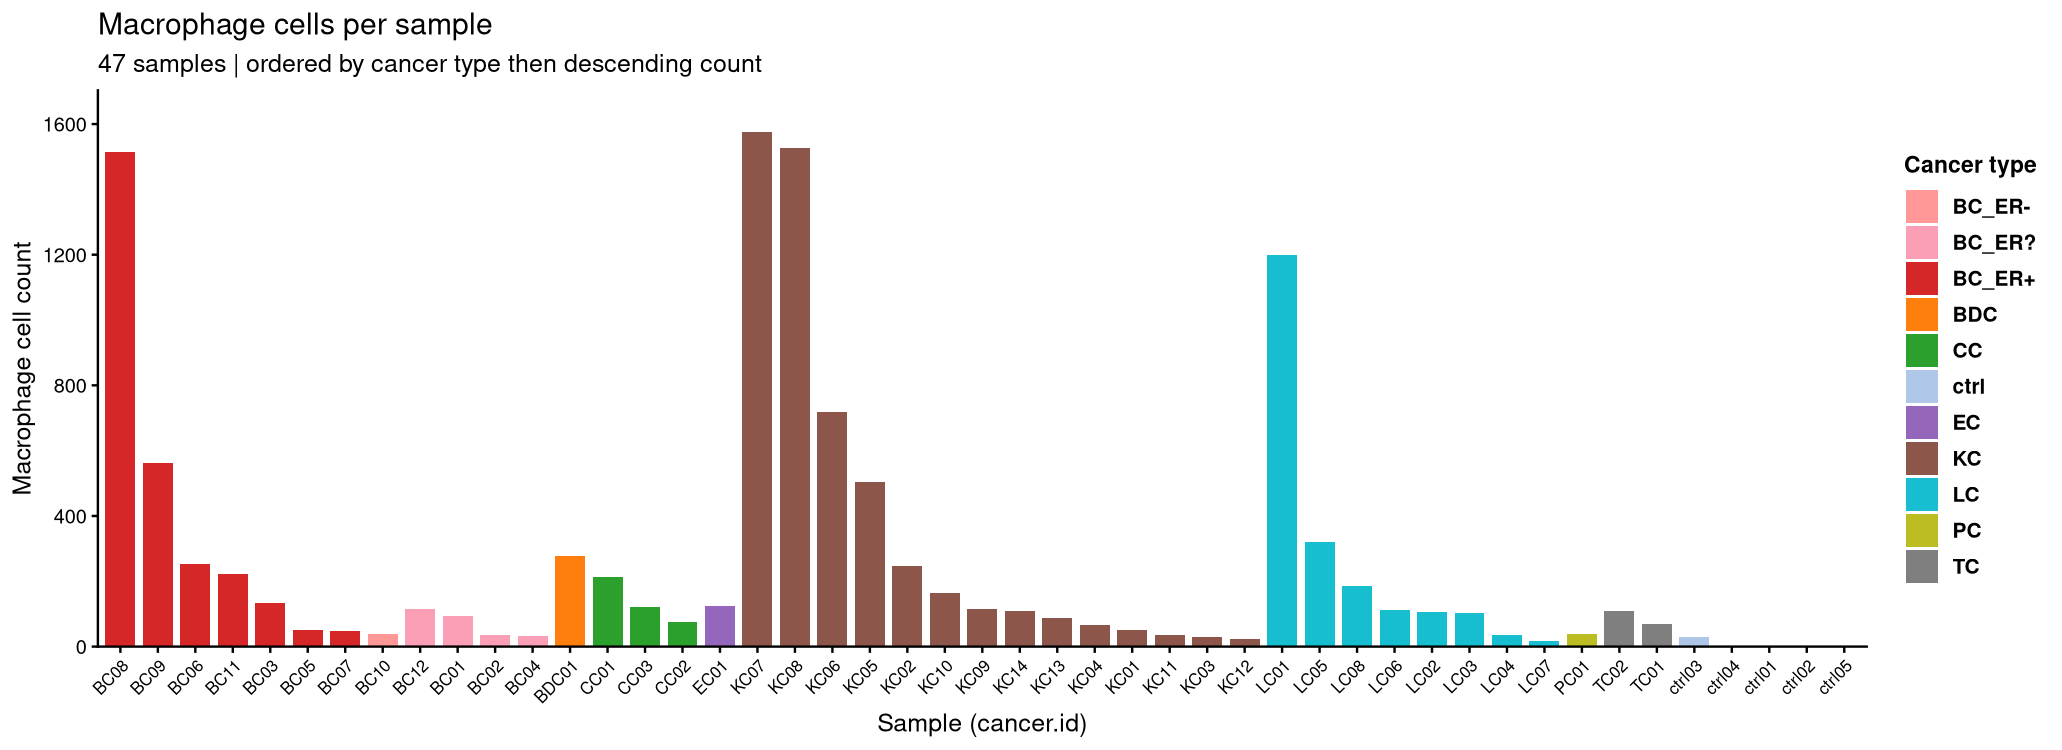 Macrophage cells per sample
47 samples | ordered by cancer type then descending count
Macrophage cell count
1600
1200
800
400
0
BC08
BC09
BC06
BC11
BC03
BC05
BC07
BC10
BC12
BC01
BC02
BC04
BDC01
CC01
CC03
CC02
EC01
KC07
KC08
KC06
KC05
KC02
KC10
KC09
KC14
KC13
KC04
KC01
KC11
KC03
KC12
LC01
LC05
LC08
LC06
LC02
LC03
LC04
LC07
PC01
TC02
TC01
ctrl03
ctrl04
ctrl01
ctrl02
ctrl05
Sample (cancer.id)
Cancer type
BC_ER-
BC_ER?
BC_ER+
BDC
CC
ctrl
EC
KC
LC
PC
TC